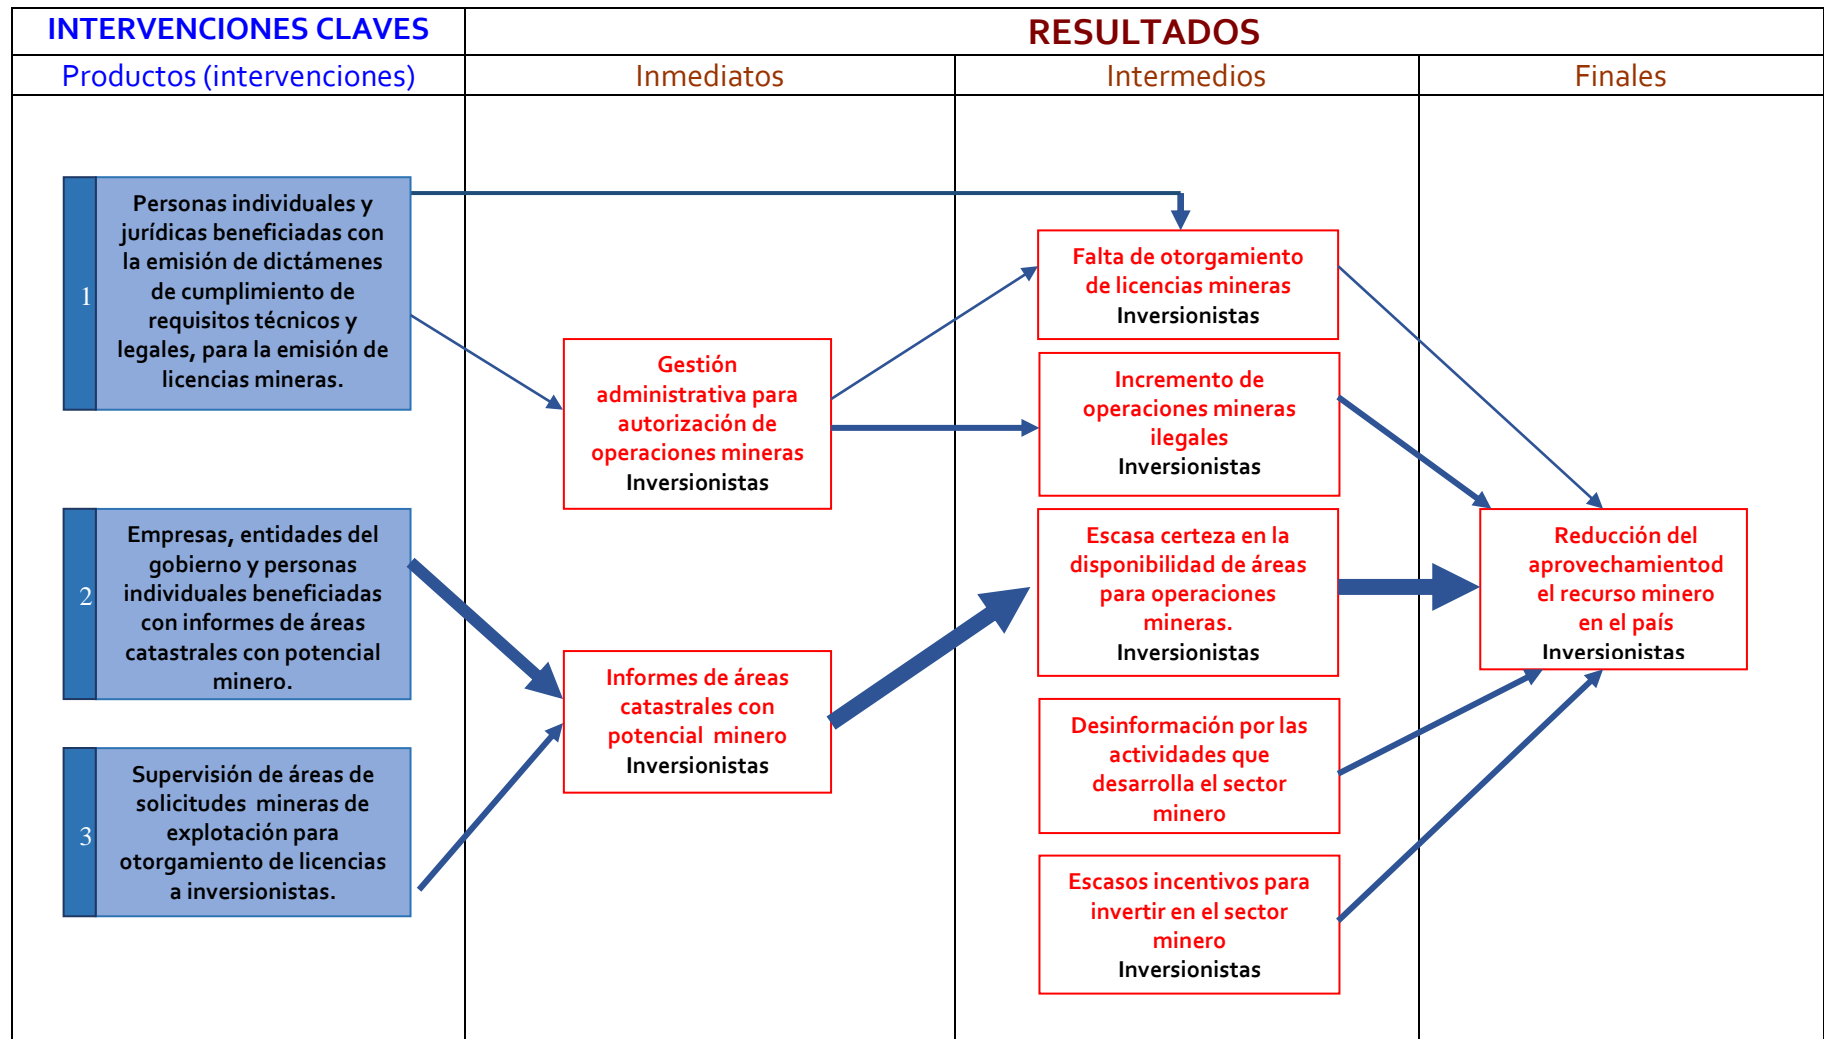 INTERVENCIONES CLAVES
RESULTADOS
Productos (intervenciones)
Inmediatos
Intermedios
Finales
1
Personas individuales y
jurídicas beneficiadas con
la emisión de dictámenes
de cumplimiento de
requisitos técnicos y
legales, para la emisión de
licencias mineras.
2
Empresas, entidades del
gobierno y personas
individuales beneficiadas
con informes de áreas
catastrales con potencial
minero.
3
Supervisión de áreas de
solicitudes mineras de
explotación para
otorgamiento de licencias
a inversionistas.
Gestión
administrativa para
autorización de
operaciones mineras
Inversionistas
Informes de áreas
catastrales con
potencial minero
Inversionistas
Falta de otorgamiento
de licencias mineras
Inversionistas
Incremento de
operaciones mineras
ilegales
Inversionistas
Escasa certeza en la
disponibilidad de áreas
para operaciones
mineras.
Inversionistas
Desinformación por las
actividades que
desarrolla el sector
minero
Escasos incentivos para
invertir en el sector
minero
Inversionistas
Reducción del
aprovechamientod
el recurso minero
en el país
Inversionistas